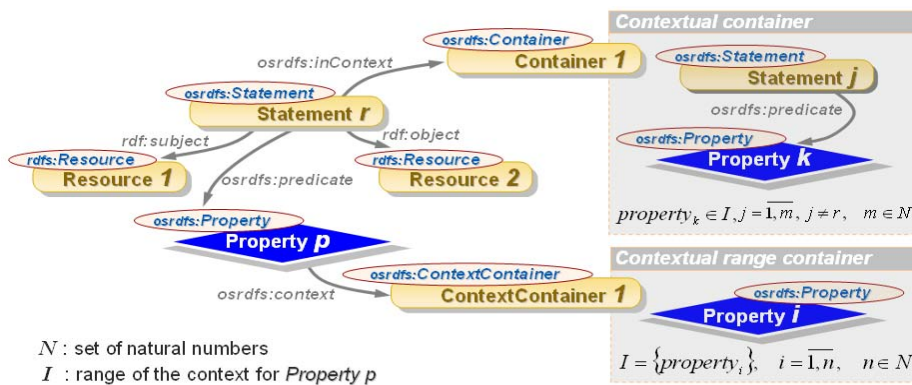 Contextual container
osrdfs:Container
Container 1
osrdfs:inContext
osrdfs:Statement
Statement r
rdf:subject
rdf:object
rdfs:Resource
Resource 1
osrdfs:predicate
rdfs:Resource
Resource 2
osrdfs:Property
Property p
osrdfs:context
osrdfs:ContextContainer
ContextContainer 1
osrdfs:Statement
Statement j
osrdfs:predicate
osrdfs:Property
Property k
property_k ∈ I, j = \overline{1,m}, j ≠ r, m ∈ N
Contextual range container
osrdfs:Property
Property i
I = {property_i}, i = \overline{1,n}, n ∈ N
N : set of natural numbers
I : range of the context for Property p